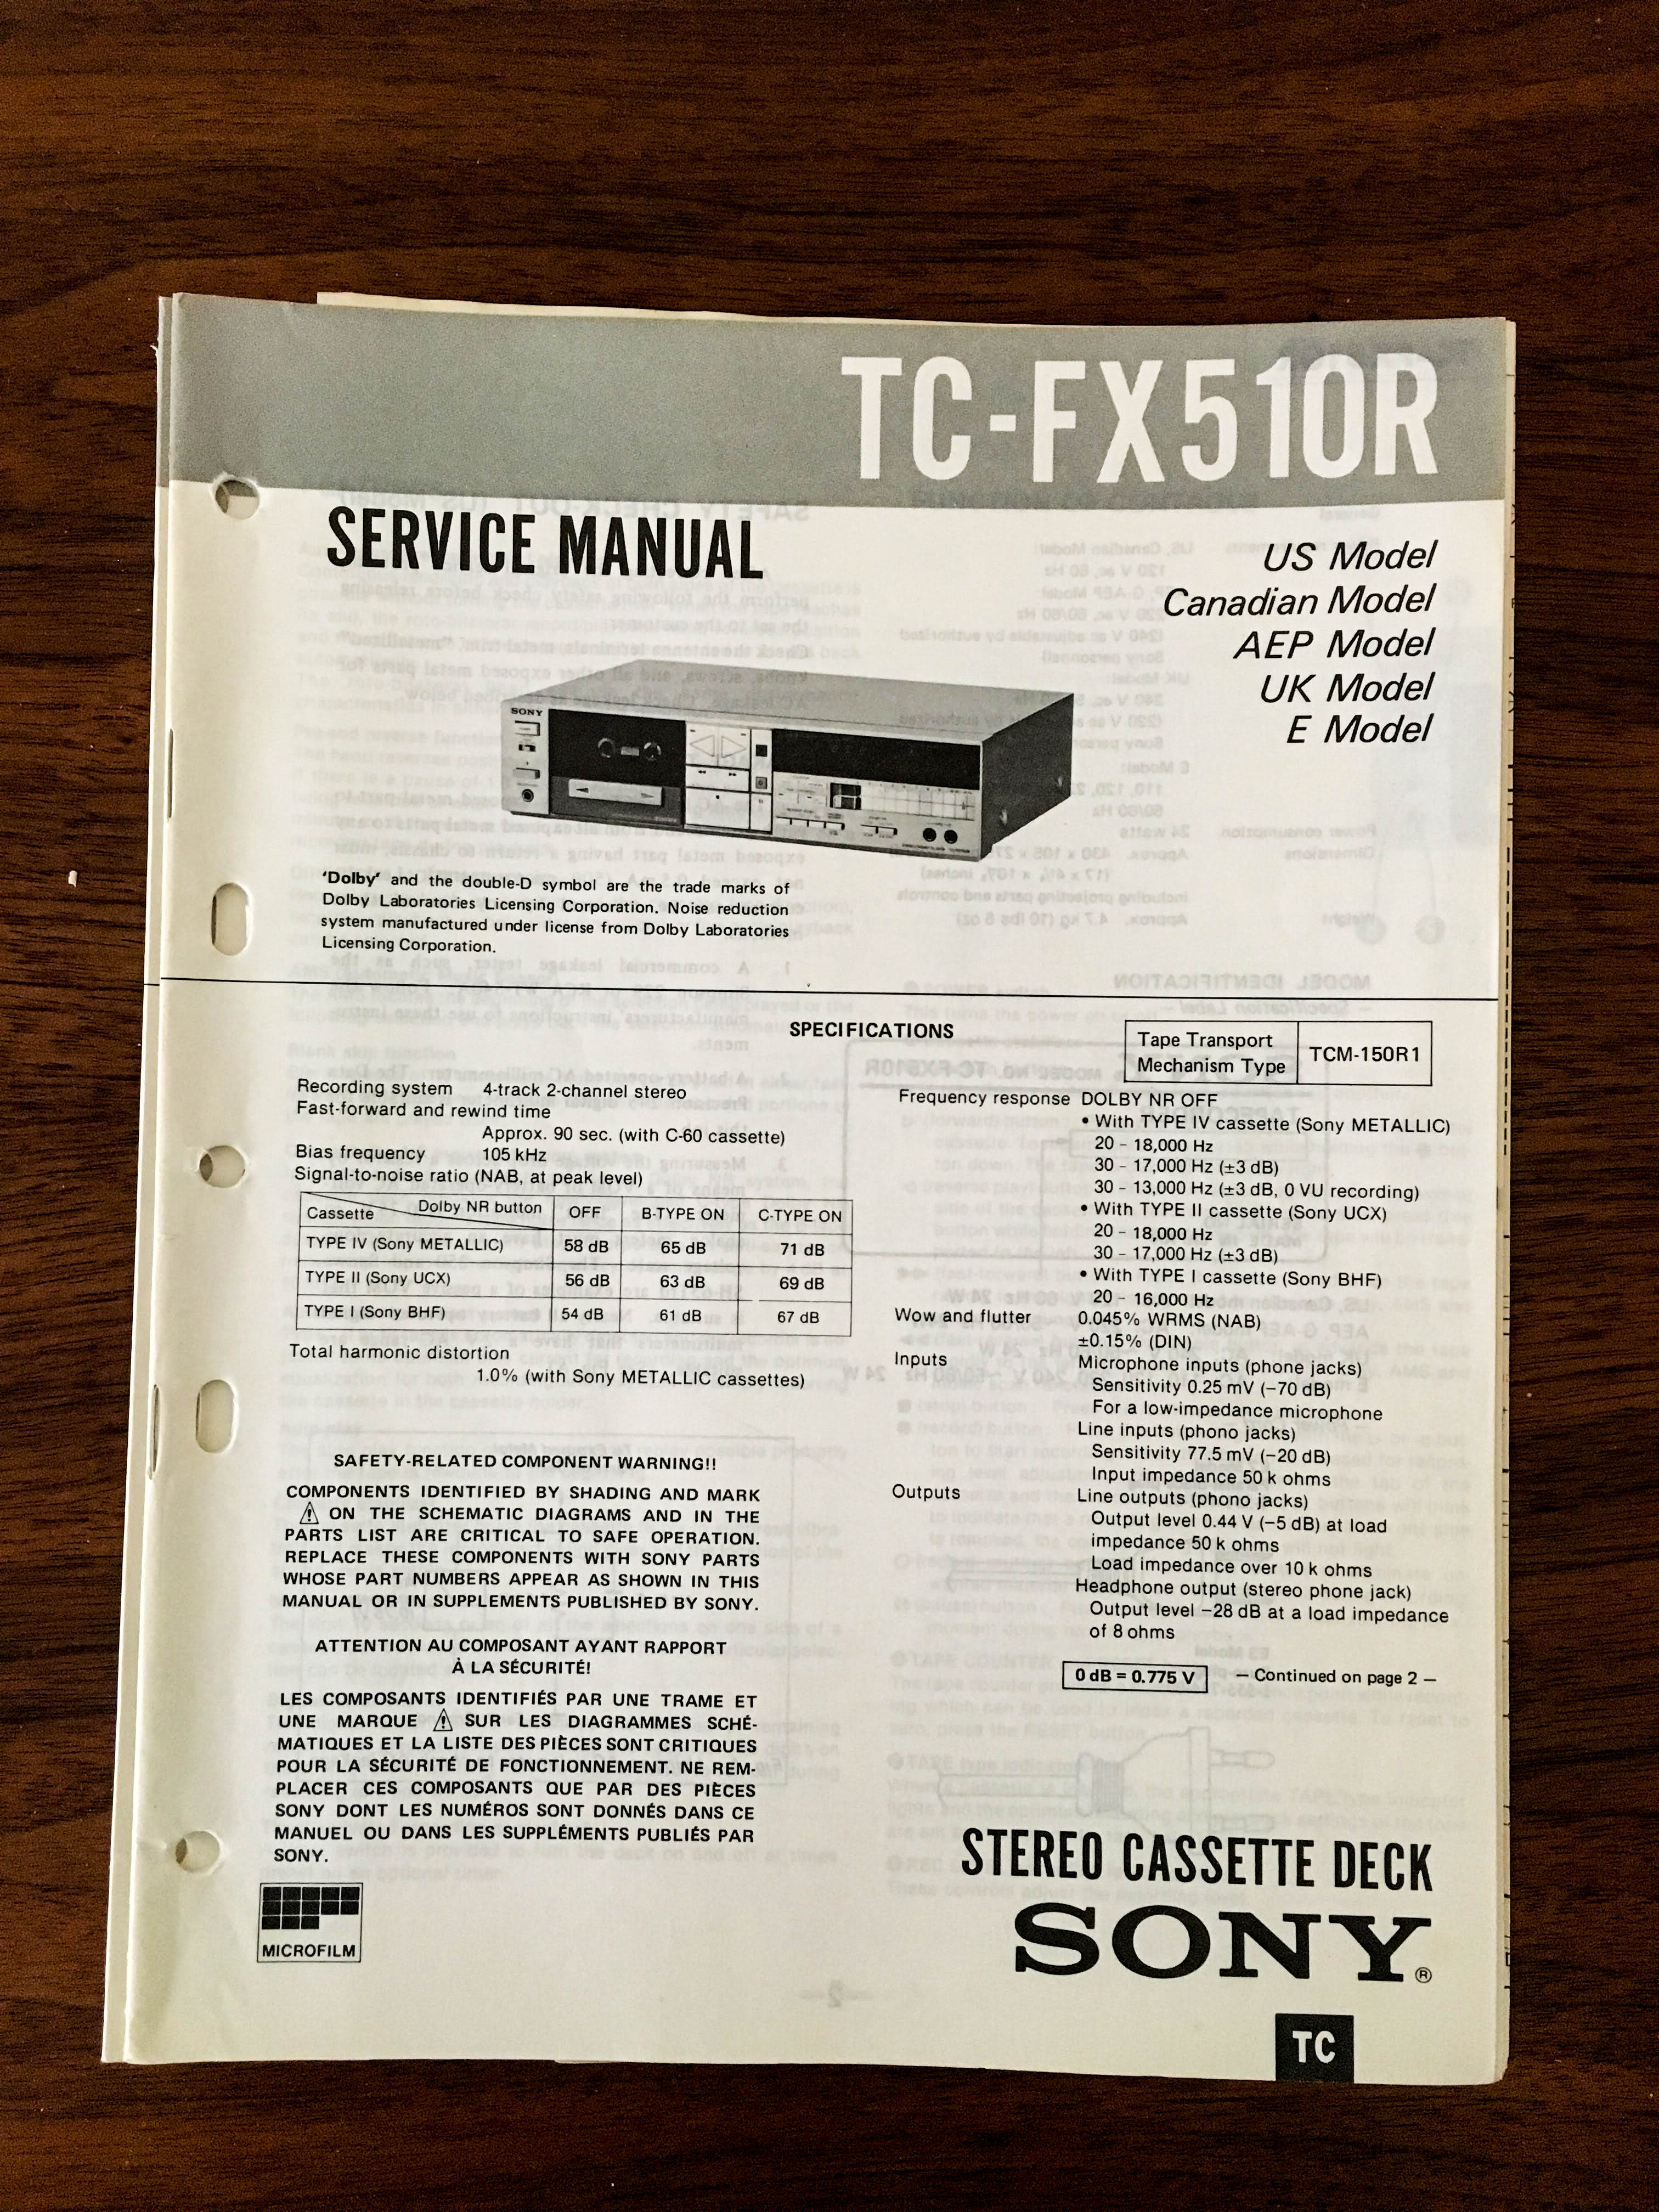 TC-FX510R
SERVICE MANUAL
US Model
Canadian Model
AEP Model
UK Model
E Model
SONY
'Dolby' and the double-D symbol are the trade marks of
Dolby Laboratories Licensing Corporation. Noise reduction
system manufactured under license from Dolby Laboratories
Licensing Corporation.
SPECIFICATIONS
Tape Transport
Mechanism Type
TCM-150R1
Recording system 4-track 2-channel stereo
Fast-forward and rewind time
Approx. 90 sec. (with C-60 cassette)
Bias frequency 105 kHz
Signal-to-noise ratio (NAB, at peak level)
Cassette Dolby NR button OFF B-TYPE ON C-TYPE ON
TYPE IV (Sony METALLIC) 58 dB 65 dB 71 dB
TYPE II (Sony UCX) 56 dB 63 dB 69 dB
TYPE I (Sony BHF) 54 dB 61 dB 67 dB
Total harmonic distortion
1.0% (with Sony METALLIC cassettes)
SAFETY-RELATED COMPONENT WARNING!!
COMPONENTS IDENTIFIED BY SHADING AND MARK
⚠ ON THE SCHEMATIC DIAGRAMS AND IN THE
PARTS LIST ARE CRITICAL TO SAFE OPERATION.
REPLACE THESE COMPONENTS WITH SONY PARTS
WHOSE PART NUMBERS APPEAR AS SHOWN IN THIS
MANUAL OR IN SUPPLEMENTS PUBLISHED BY SONY.
ATTENTION AU COMPOSANT AYANT RAPPORT
À LA SÉCURITÉ!
LES COMPOSANTS IDENTIFIÉS PAR UNE TRAME ET
UNE MARQUE ⚠ SUR LES DIAGRAMMES SCHÉ-
MATIQUES ET LA LISTE DES PIÈCES SONT CRITIQUES
POUR LA SÉCURITÉ DE FONCTIONNEMENT. NE REM-
PLACER CES COMPOSANTS QUE PAR DES PIÈCES
SONY DONT LES NUMÉROS SONT DONNÉS DANS CE
MANUEL OU DANS LES SUPPLÉMENTS PUBLIÉS PAR
SONY.
MICROFILM
Frequency response DOLBY NR OFF
• With TYPE IV cassette (Sony METALLIC)
20 – 18,000 Hz
30 – 17,000 Hz (±3 dB)
30 – 13,000 Hz (±3 dB, 0 VU recording)
• With TYPE II cassette (Sony UCX)
20 – 18,000 Hz
30 – 17,000 Hz (±3 dB)
• With TYPE I cassette (Sony BHF)
20 – 16,000 Hz
Wow and flutter 0.045% WRMS (NAB)
±0.15% (DIN)
Inputs Microphone inputs (phone jacks)
Sensitivity 0.25 mV (−70 dB)
For a low-impedance microphone
Line inputs (phono jacks)
Sensitivity 77.5 mV (−20 dB)
Input impedance 50 k ohms
Outputs Line outputs (phono jacks)
Output level 0.44 V (−5 dB) at load
impedance 50 k ohms
Load impedance over 10 k ohms
Headphone output (stereo phone jack)
Output level −28 dB at a load impedance
of 8 ohms
0 dB = 0.775 V — Continued on page 2 —
STEREO CASSETTE DECK
SONY®
TC